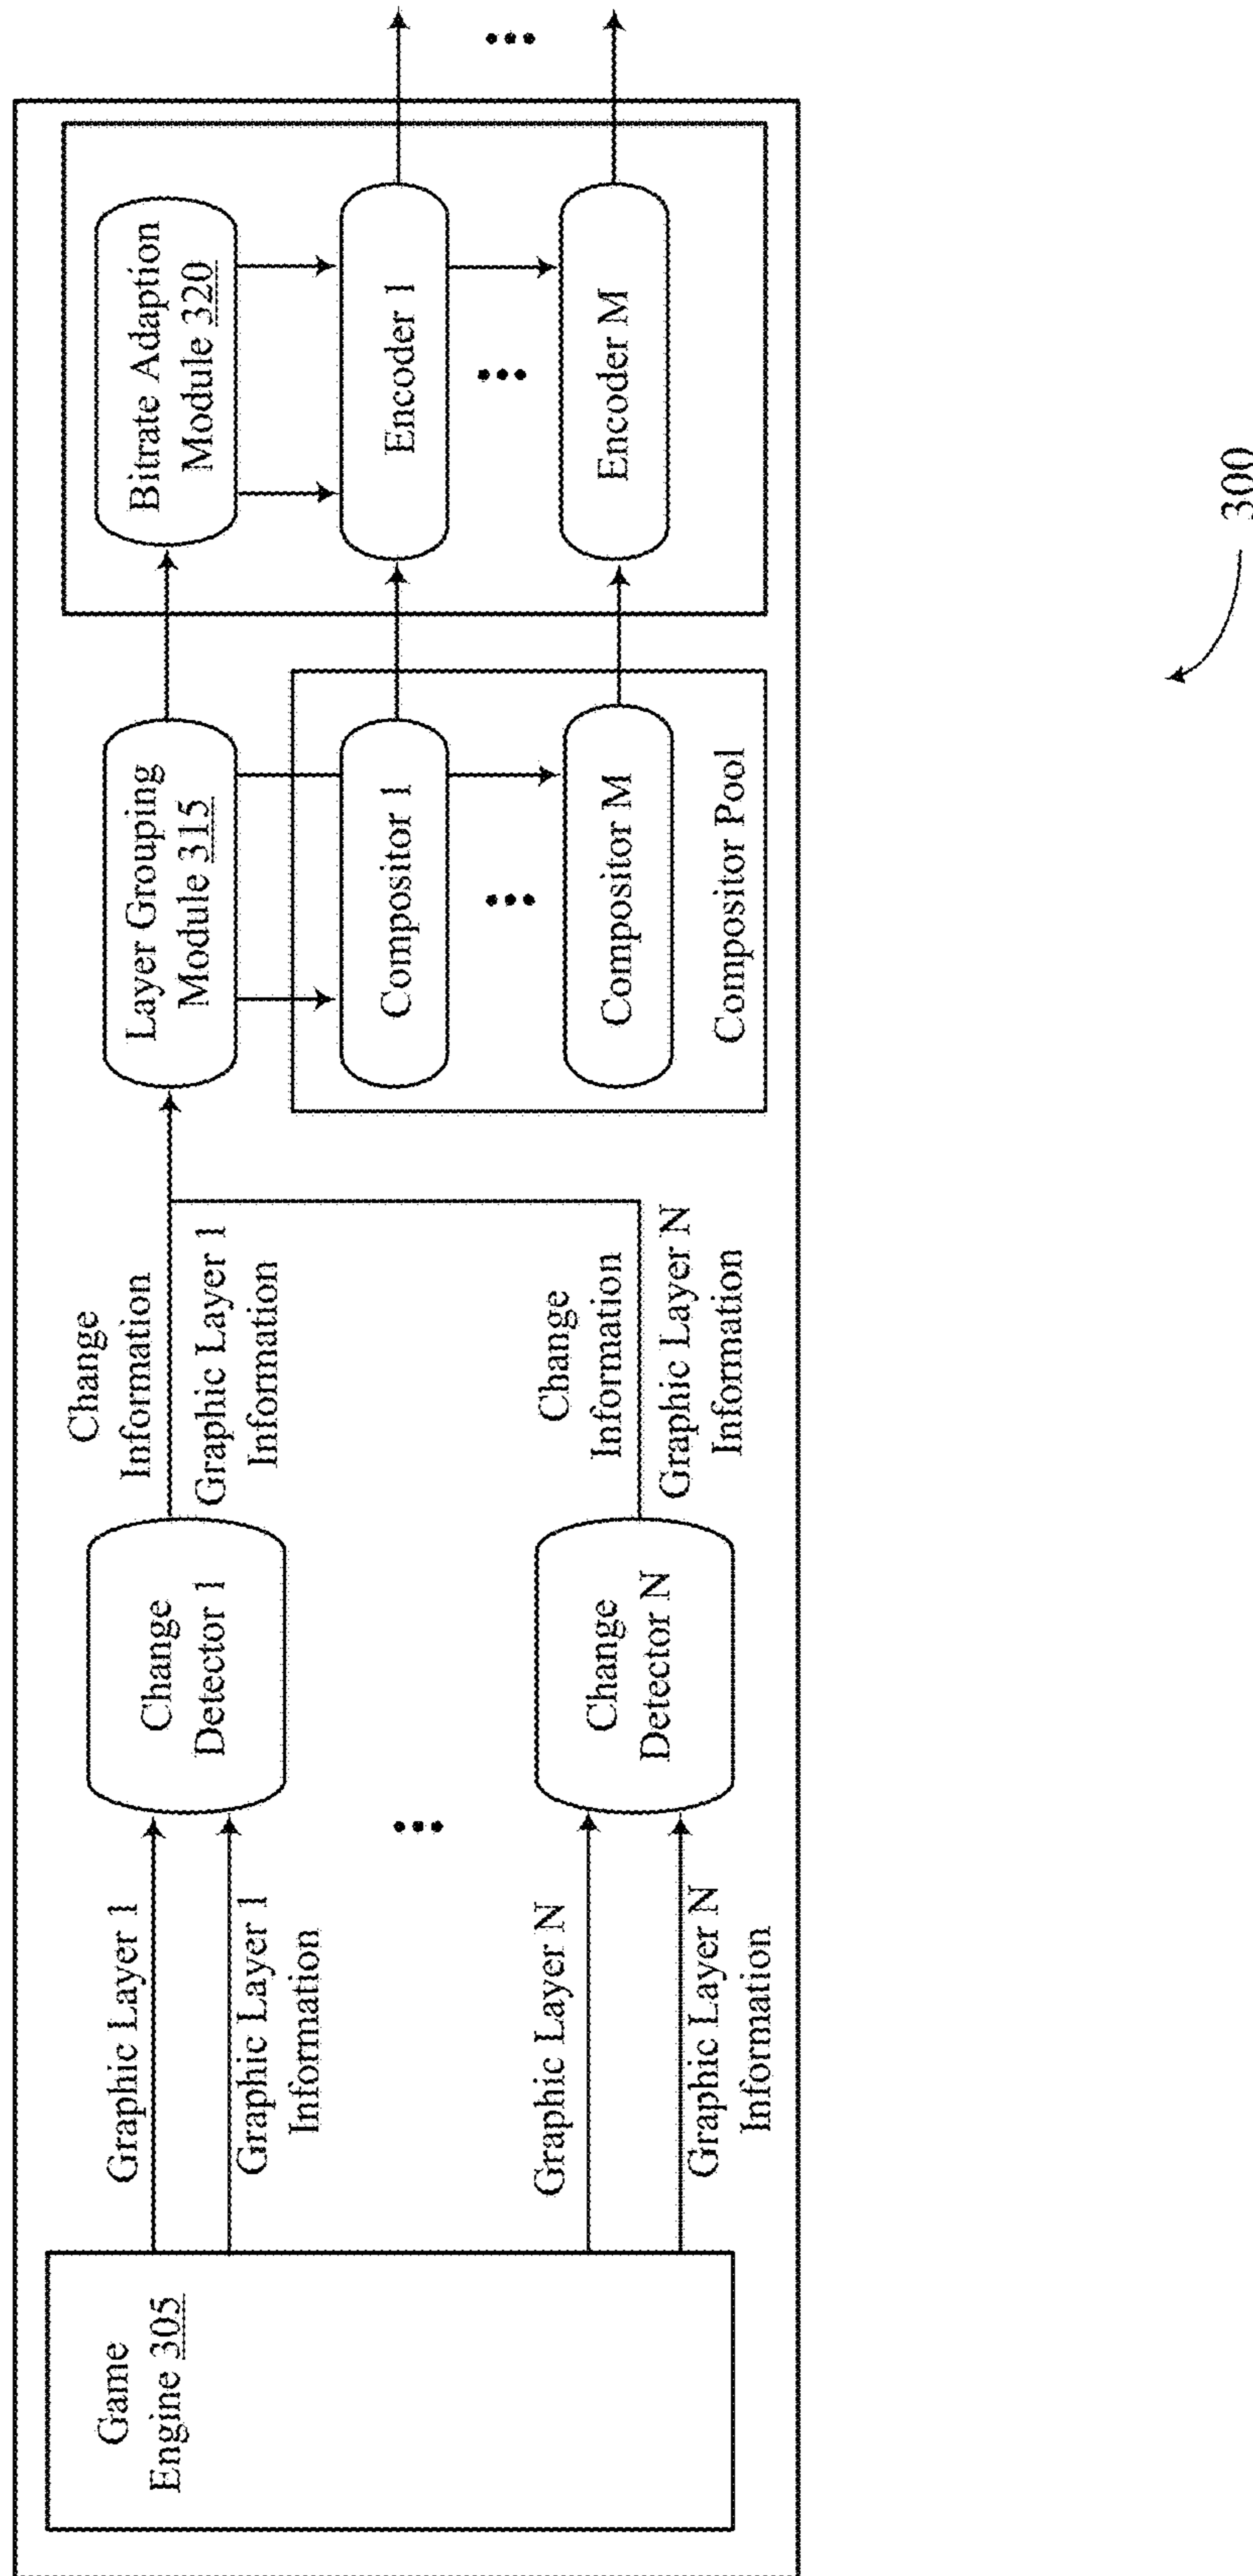 Game
Engine 305
Graphic Layer 1
Graphic Layer 1
Information
Graphic Layer N
Graphic Layer N
Information
Change
Detector 1
Change
Detector N
Change
Information
Graphic Layer 1
Information
Change
Information
Graphic Layer N
Information
Layer Grouping
Module 315
Compositor 1
Compositor M
Compositor Pool
Bitrate Adaption
Module 320
Encoder 1
Encoder M
300